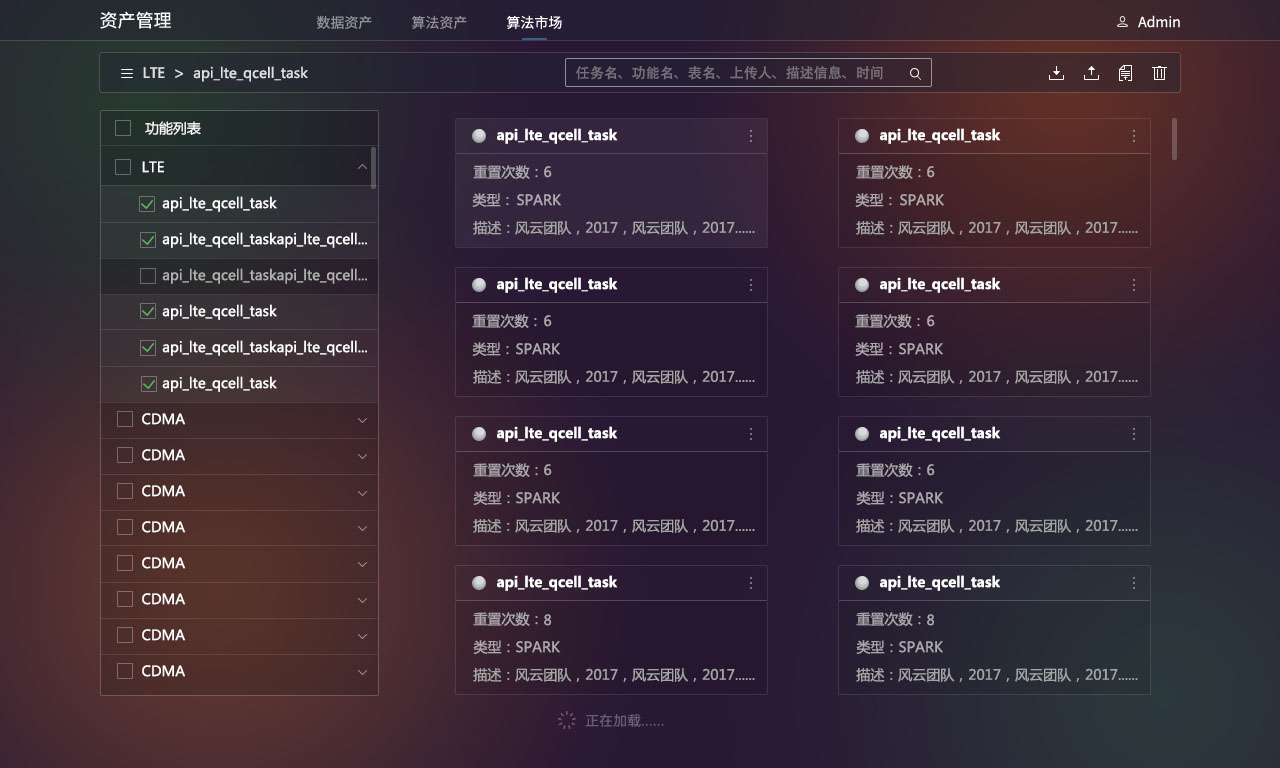 资产管理
数据资产
算法资产
算法市场
Admin
LTE > api_lte_qcell_task
任务名、功能名、表名、上传人、描述信息、时间
功能列表
LTE
api_lte_qcell_task
api_lte_qcell_taskapi_lte_qcell...
api_lte_qcell_taskapi_lte_qcell...
api_lte_qcell_task
api_lte_qcell_taskapi_lte_qcell...
api_lte_qcell_task
CDMA
CDMA
CDMA
CDMA
CDMA
CDMA
CDMA
CDMA
api_lte_qcell_task
重置次数：6
类型： SPARK
描述：风云团队，2017，风云团队，2017......
api_lte_qcell_task
重置次数：6
类型： SPARK
描述：风云团队，2017，风云团队，2017......
api_lte_qcell_task
重置次数：6
类型：SPARK
描述：风云团队，2017，风云团队，2017......
api_lte_qcell_task
重置次数：6
类型：SPARK
描述：风云团队，2017，风云团队，2017......
api_lte_qcell_task
重置次数：6
类型：SPARK
描述：风云团队，2017，风云团队，2017......
api_lte_qcell_task
重置次数：6
类型：SPARK
描述：风云团队，2017，风云团队，2017......
api_lte_qcell_task
重置次数：8
类型：SPARK
描述：风云团队，2017，风云团队，2017......
api_lte_qcell_task
重置次数：8
类型：SPARK
描述：风云团队，2017，风云团队，2017......
正在加载......